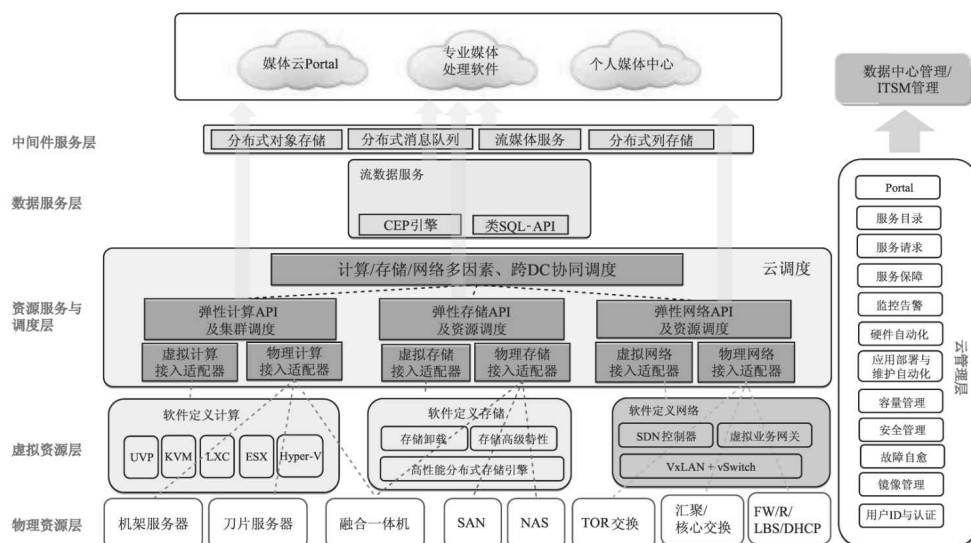 媒体云Portal
专业媒体
处理软件
个人媒体中心
数据中心管理/
ITSM管理
中间件服务层
分布式对象存储
分布式消息队列
流媒体服务
分布式列存储
数据服务层
流数据服务
CEP引擎
类SQL-API
资源服务与
调度层
计算/存储/网络多因素、跨DC协同调度
云调度
弹性计算API
及集群调度
弹性存储API
及资源调度
弹性网络API
及资源调度
虚拟计算
接入适配器
物理计算
接入适配器
虚拟存储
接入适配器
物理存储
接入适配器
虚拟网络
接入适配器
物理网络
接入适配器
虚拟资源层
软件定义计算
UVP
KVM
LXC
ESX
Hyper-V
软件定义存储
存储卸载
存储高级特性
高性能分布式存储引擎
软件定义网络
SDN控制器
虚拟业务网关
VxLAN + vSwitch
物理资源层
机架服务器
刀片服务器
融合一体机
SAN
NAS
TOR交换
汇聚/
核心交换
FW/R/
LBS/DHCP
Portal
服务目录
服务请求
服务保障
监控告警
硬件自动化
应用部署与
维护自动化
容量管理
安全管理
故障自愈
镜像管理
用户ID与认证
云管理层